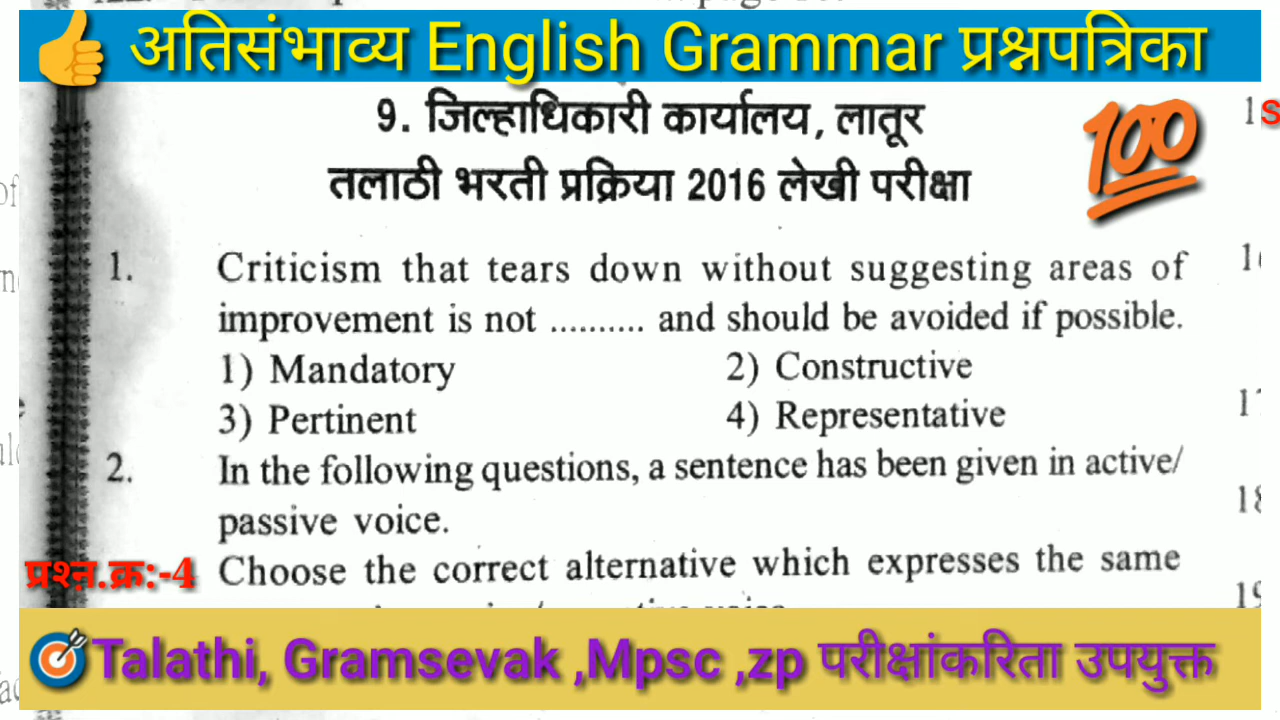 अतिसंभाव्य English Grammar प्रश्नपत्रिका
9. जिल्हाधिकारी कार्यालय, लातूर
तलाठी भरती प्रक्रिया 2016 लेखी परीक्षा
100
1. Criticism that tears down without suggesting areas of
improvement is not .......... and should be avoided if possible.
1) Mandatory 2) Constructive
3) Pertinent 4) Representative
2. In the following questions, a sentence has been given in active/
passive voice.
Choose the correct alternative which expresses the same
प्रश्न.क्र:-4
Talathi, Gramsevak ,Mpsc ,zp परीक्षांकरिता उपयुक्त